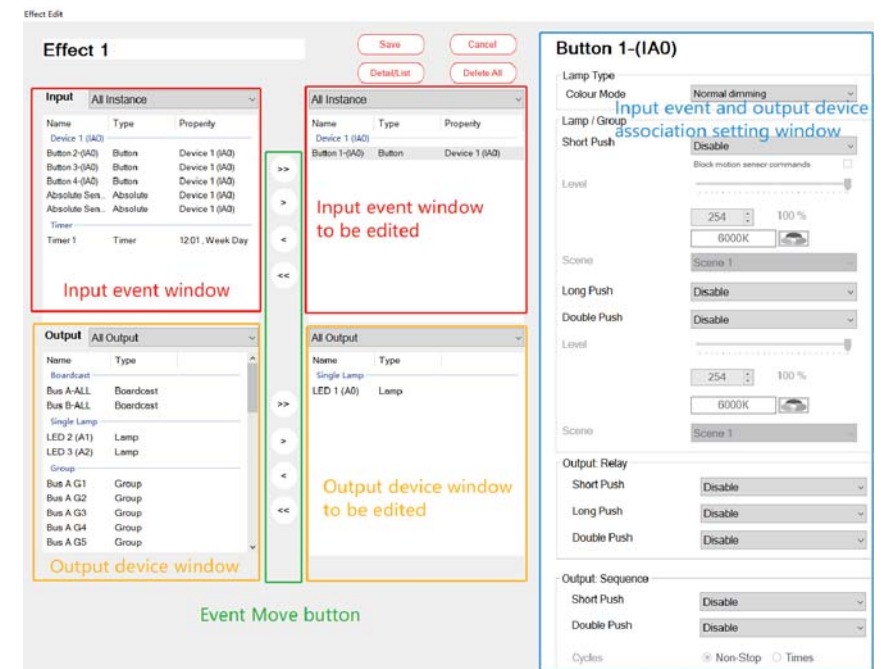 Effect Edit
Effect 1
Save
Cancel
Detail/List
Delete All
Input
All Instance
Name Type Property
Device 1 (IA0)
Button 2-(IA0) Button Device 1 (IA0)
Button 3-(IA0) Button Device 1 (IA0)
Button 4-(IA0) Button Device 1 (IA0)
Absolute Sen... Absolute Device 1 (IA0)
Absolute Sen... Absolute Device 1 (IA0)
Timer
Timer 1 Timer 12:01 , Week Day
Input event window
>>
>
<
<<
All Instance
Name Type Property
Device 1 (IA0)
Button 1-(IA0) Button Device 1 (IA0)
Input event window
to be edited
Output
All Output
Name Type
Boardcast
Bus A-ALL Boardcast
Bus B-ALL Boardcast
Single Lamp
LED 2 (A1) Lamp
LED 3 (A2) Lamp
Group
Bus A G1 Group
Bus A G2 Group
Bus A G3 Group
Bus A G4 Group
Bus A G5 Group
Output device window
>>
>
<
<<
All Output
Name Type
Single Lamp
LED 1 (A0) Lamp
Output device window
to be edited
Event Move button
Button 1-(IA0)
Lamp Type
Colour Mode Normal dimming
Input event and output device
association setting window
Lamp / Group
Short Push Disable
Block motion sensor commands
Level
254 100 %
6000K
Scene Scene 1
Long Push Disable
Double Push Disable
Level
254 100 %
6000K
Scene Scene 1
Output: Relay
Short Push Disable
Long Push Disable
Double Push Disable
Output: Sequence
Short Push Disable
Double Push Disable
Cycles Non-Stop Times